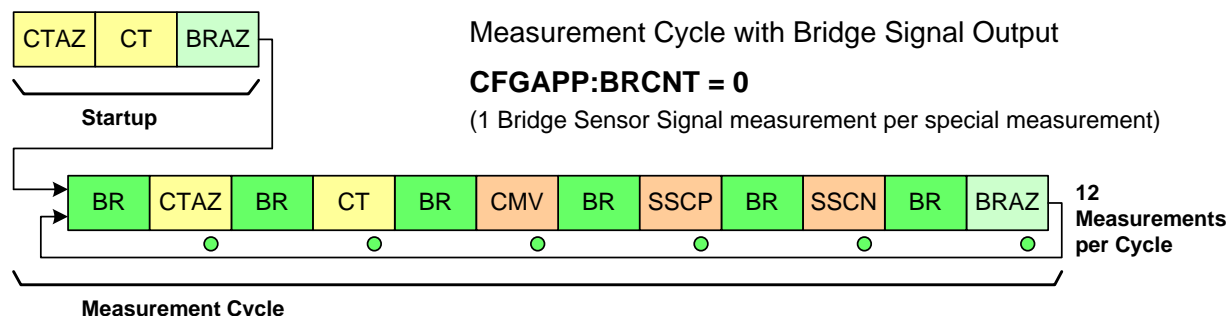 CTAZ CT BRAZ
Startup
Measurement Cycle with Bridge Signal Output
CFGAPP:BRCNT = 0
(1 Bridge Sensor Signal measurement per special measurement)
BR CTAZ BR CT BR CMV BR SSCP BR SSCN BR BRAZ
12
Measurements
per Cycle
Measurement Cycle